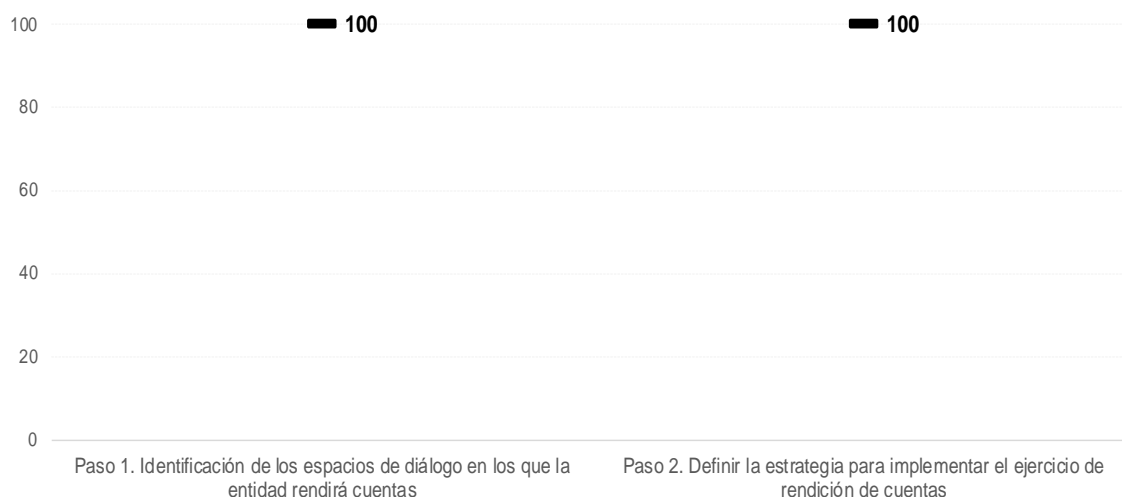 100
100
100
80
60
40
20
0
Paso 1. Identificación de los espacios de diálogo en los que la
entidad rendirá cuentas
Paso 2. Definir la estrategia para implementar el ejercicio de
rendición de cuentas